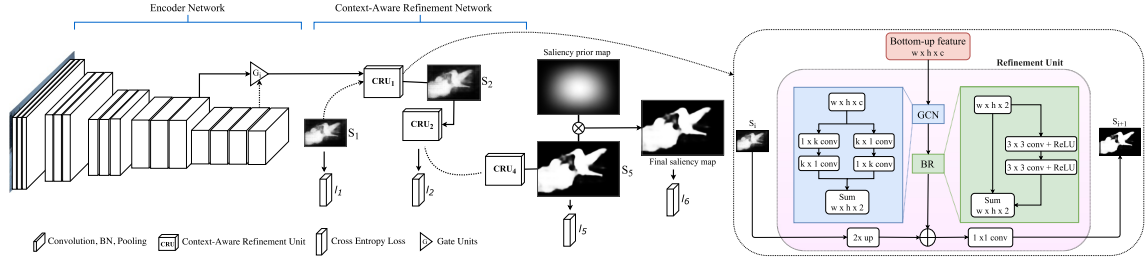 Encoder Network
Context-Aware Refinement Network
G1
CRU1
S2
S1
CRU2
l1
l2
CRU4
Saliency prior map
S5
Final saliency map
l5
l6
Convolution, BN, Pooling
CRU Context-Aware Refinement Unit
Cross Entropy Loss
G Gate Units
Bottom-up feature
w x h x c
Refinement Unit
w x h x c
1 x k conv
k x 1 conv
k x 1 conv
1 x k conv
Sum
w x h x 2
GCN
BR
w x h x 2
3 x 3 conv + ReLU
3 x 3 conv + ReLU
Sum
w x h x 2
Si
Si+1
2x up
1 x1 conv